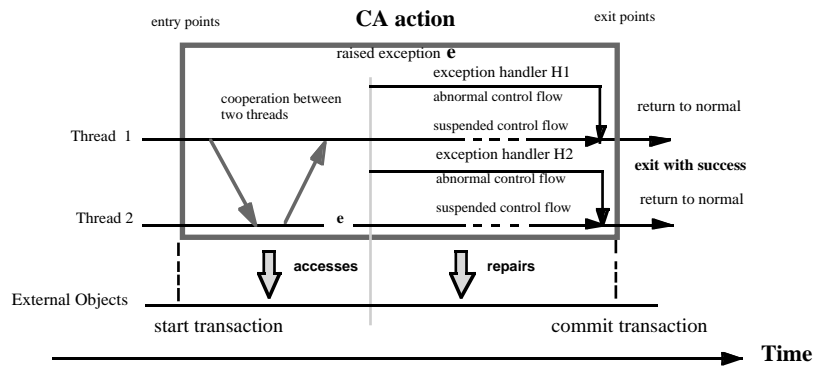 CA action
entry points
exit points
raised exception e
exception handler H1
cooperation between
two threads
abnormal control flow
return to normal
Thread 1
suspended control flow
exception handler H2
exit with success
abnormal control flow
return to normal
Thread 2
e
suspended control flow
accesses
repairs
External Objects
start transaction
commit transaction
Time